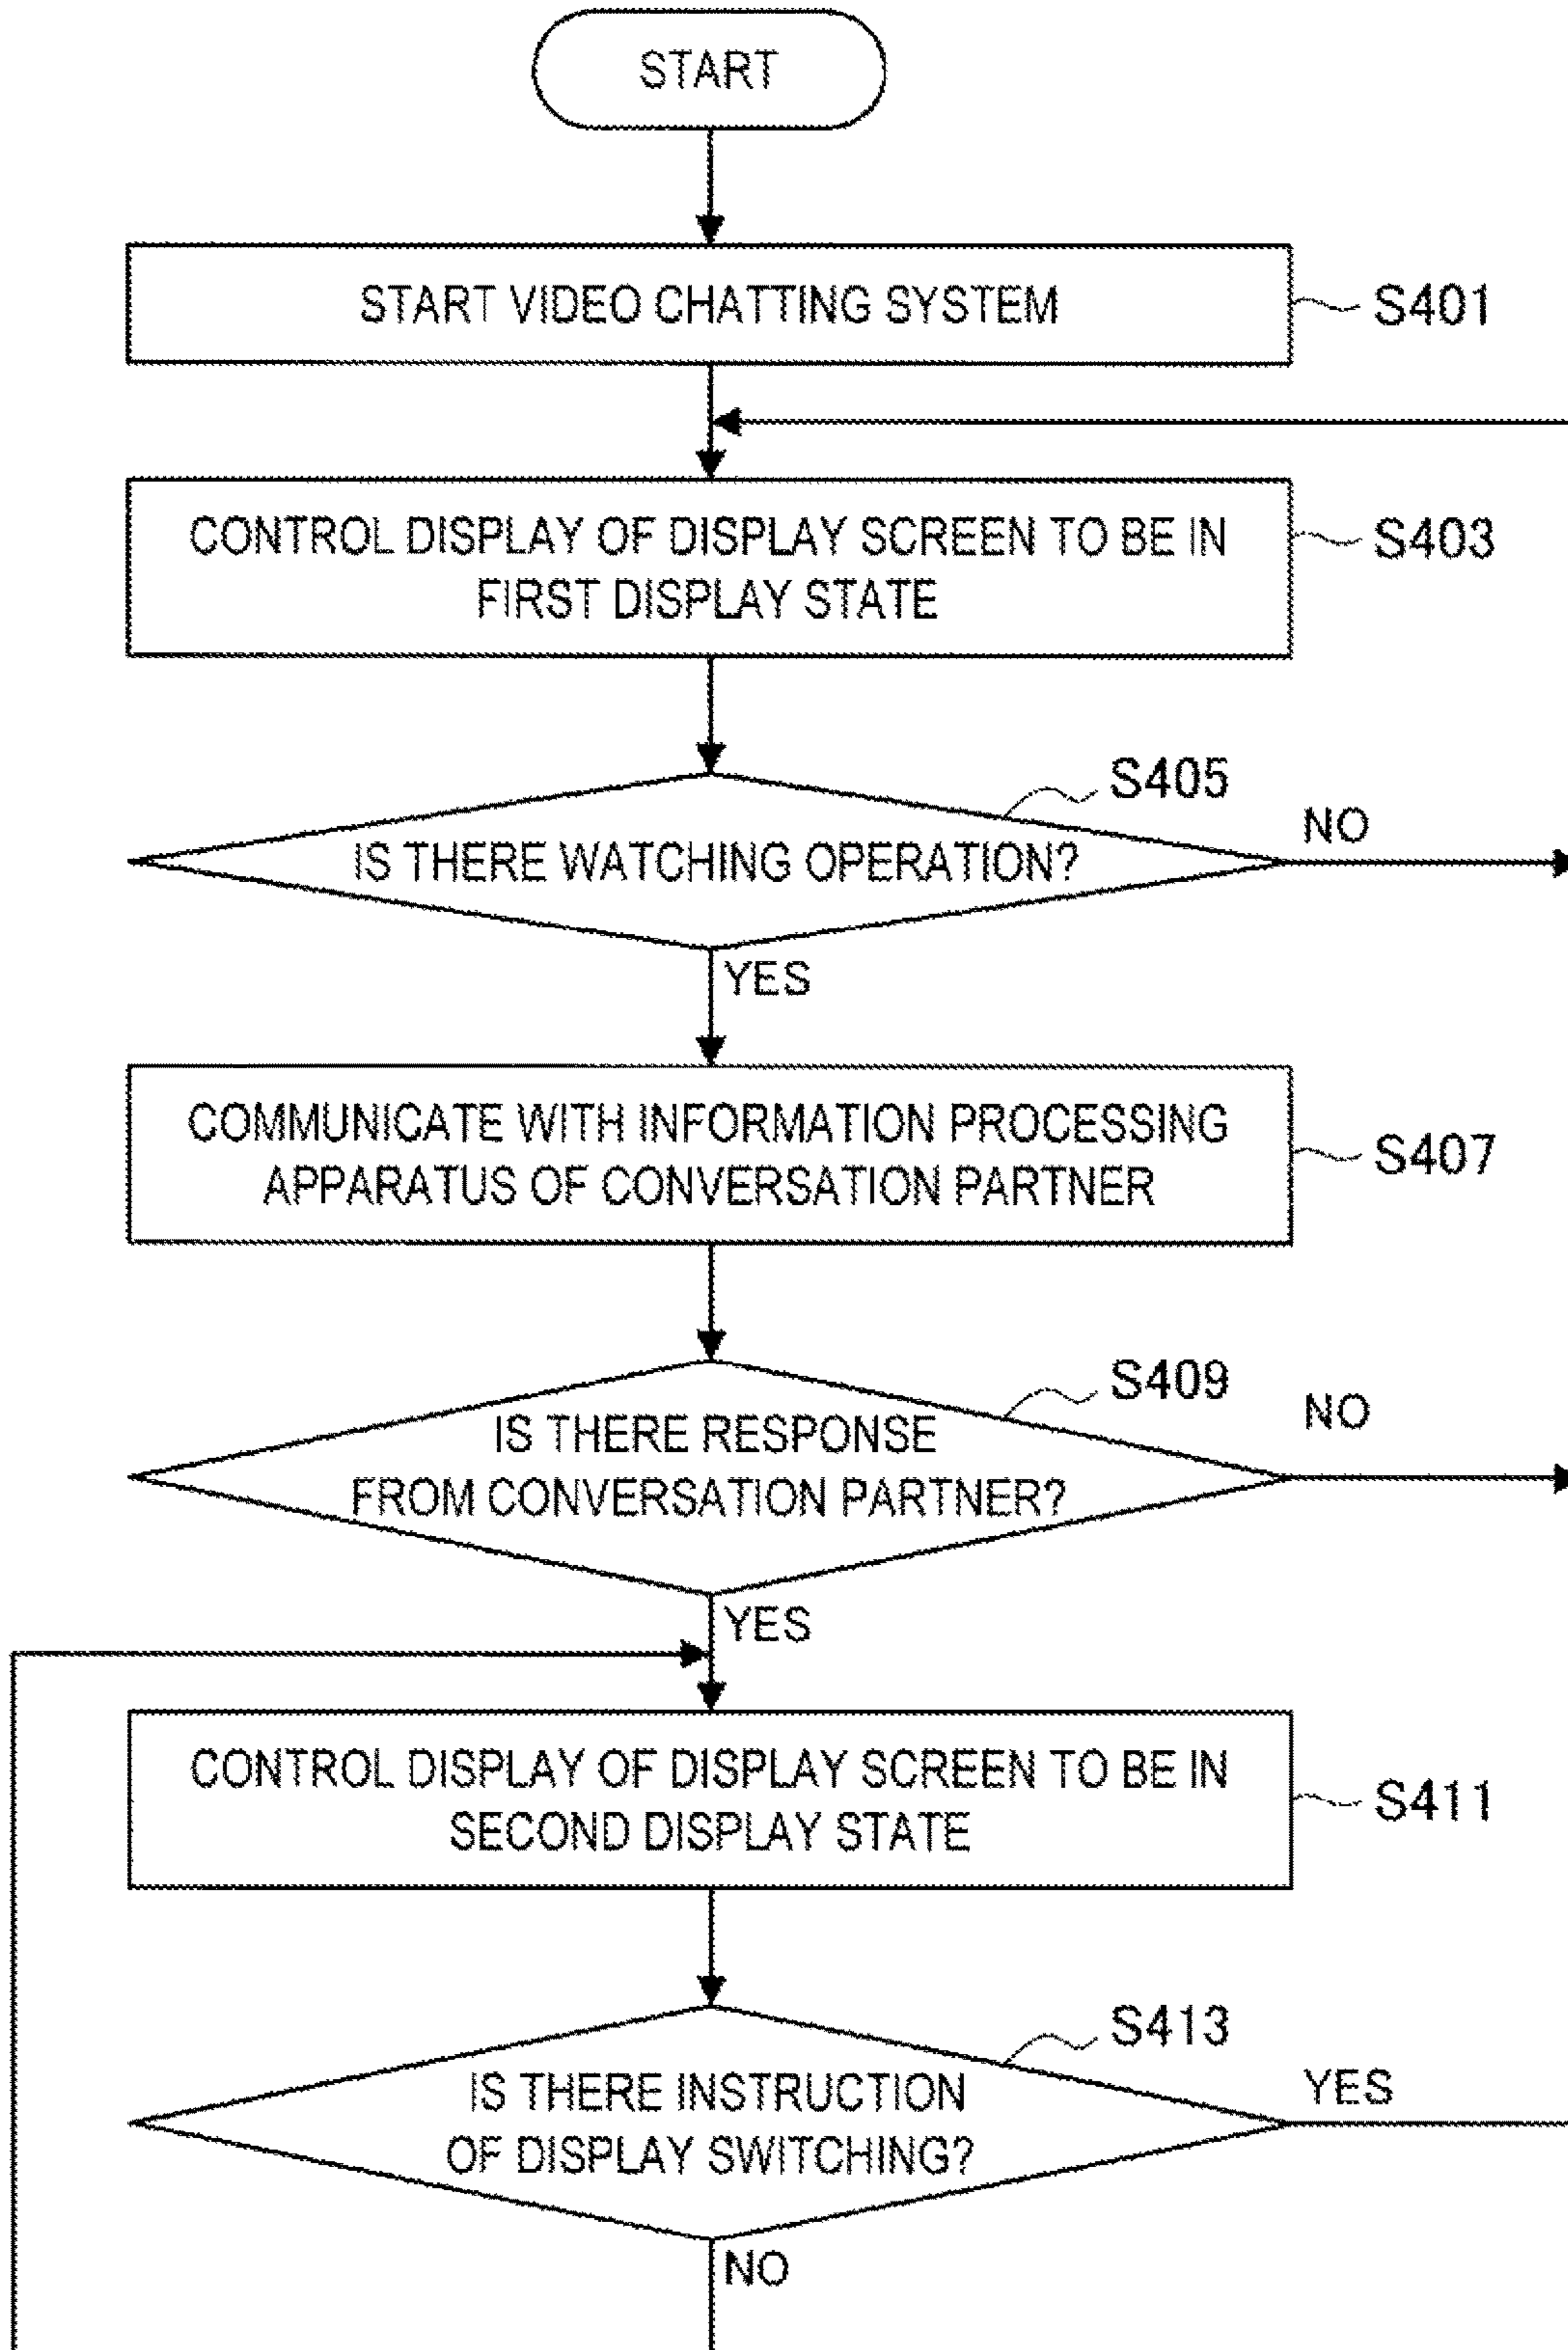 START
START VIDEO CHATTING SYSTEM
S401
CONTROL DISPLAY OF DISPLAY SCREEN TO BE IN
FIRST DISPLAY STATE
S403
S405
IS THERE WATCHING OPERATION?
NO
YES
COMMUNICATE WITH INFORMATION PROCESSING
APPARATUS OF CONVERSATION PARTNER
S407
S409
IS THERE RESPONSE
FROM CONVERSATION PARTNER?
NO
YES
CONTROL DISPLAY OF DISPLAY SCREEN TO BE IN
SECOND DISPLAY STATE
S411
S413
IS THERE INSTRUCTION
OF DISPLAY SWITCHING?
YES
NO